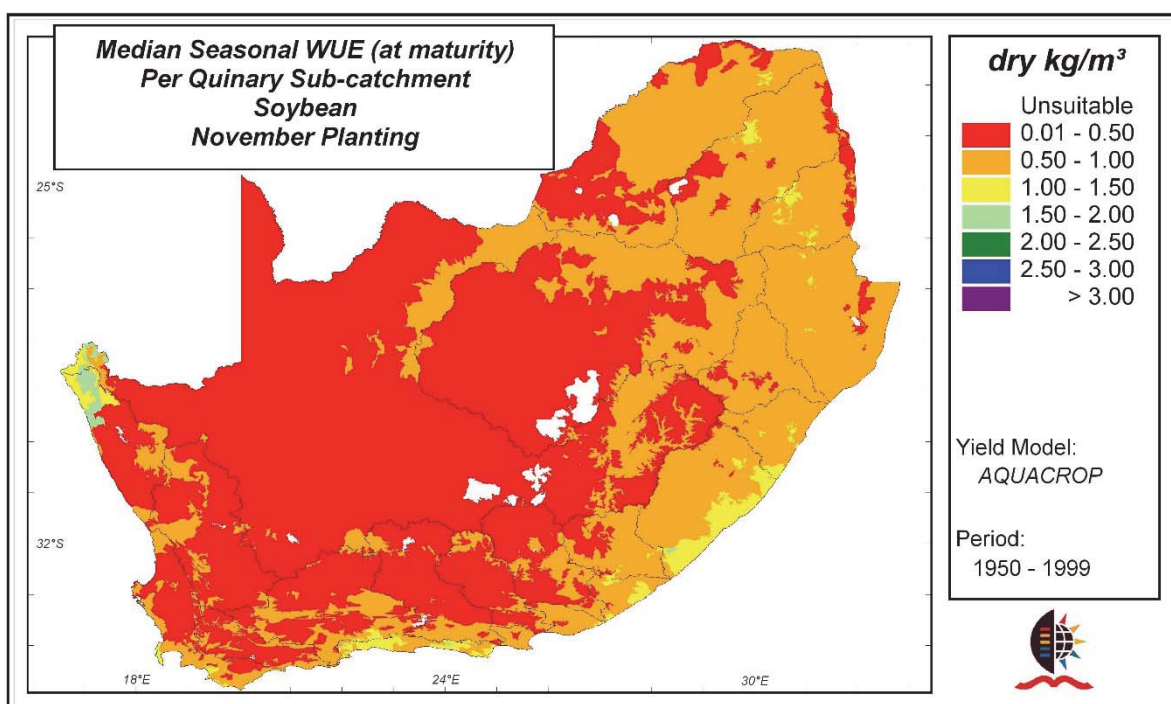 Median Seasonal WUE (at maturity)
Per Quinary Sub-catchment
Soybean
November Planting
dry kg/m³
Unsuitable
0.01 - 0.50
0.50 - 1.00
1.00 - 1.50
1.50 - 2.00
2.00 - 2.50
2.50 - 3.00
> 3.00
Yield Model:
AQUACROP
Period:
1950 - 1999
25°S
32°S
18°E
24°E
30°E